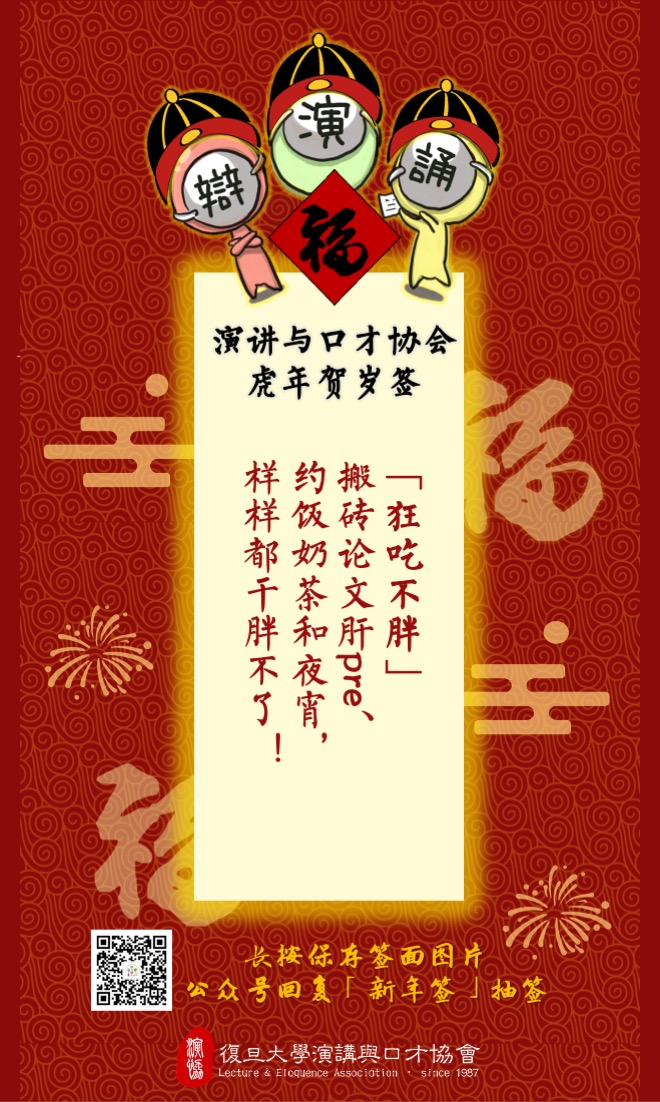 辯
演
誦
福
演讲与口才协会
虎年贺岁签
「狂吃不胖」
搬砖论文肝pre、
约饭奶茶和夜宵，
样样都干胖不了！
福
福
长按保存签面图片
公众号回复「新年签」抽签
演協
復旦大學演講與口才協會
Lecture & Eloquence Association · since 1987